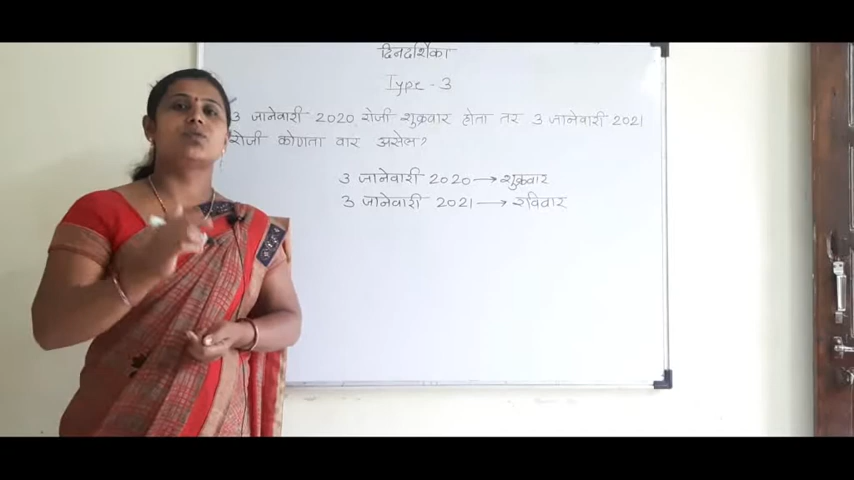 दिनदर्शिका
Type - 3
3 जानेवारी 2020 रोजी शुक्रवार होता तर 3 जानेवारी 2021
रोजी कोणता वार असेल?
3 जानेवारी 2020 → शुक्रवार
3 जानेवारी 2021 → रविवार